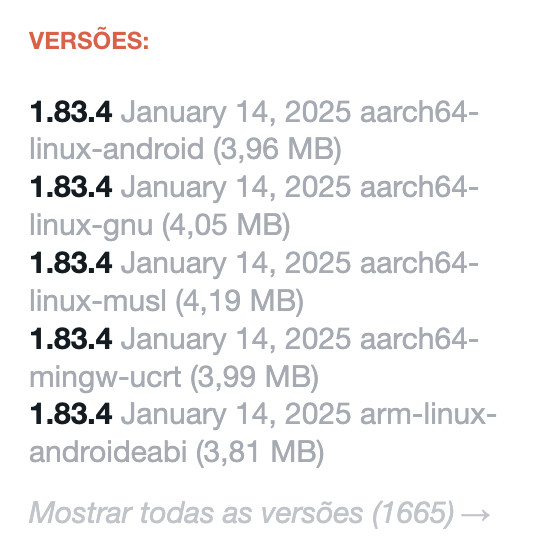 VERSÕES:
1.83.4 January 14, 2025 aarch64-
linux-android (3,96 MB)
1.83.4 January 14, 2025 aarch64-
linux-gnu (4,05 MB)
1.83.4 January 14, 2025 aarch64-
linux-musl (4,19 MB)
1.83.4 January 14, 2025 aarch64-
mingw-ucrt (3,99 MB)
1.83.4 January 14, 2025 arm-linux-
androideabi (3,81 MB)
Mostrar todas as versões (1665) →